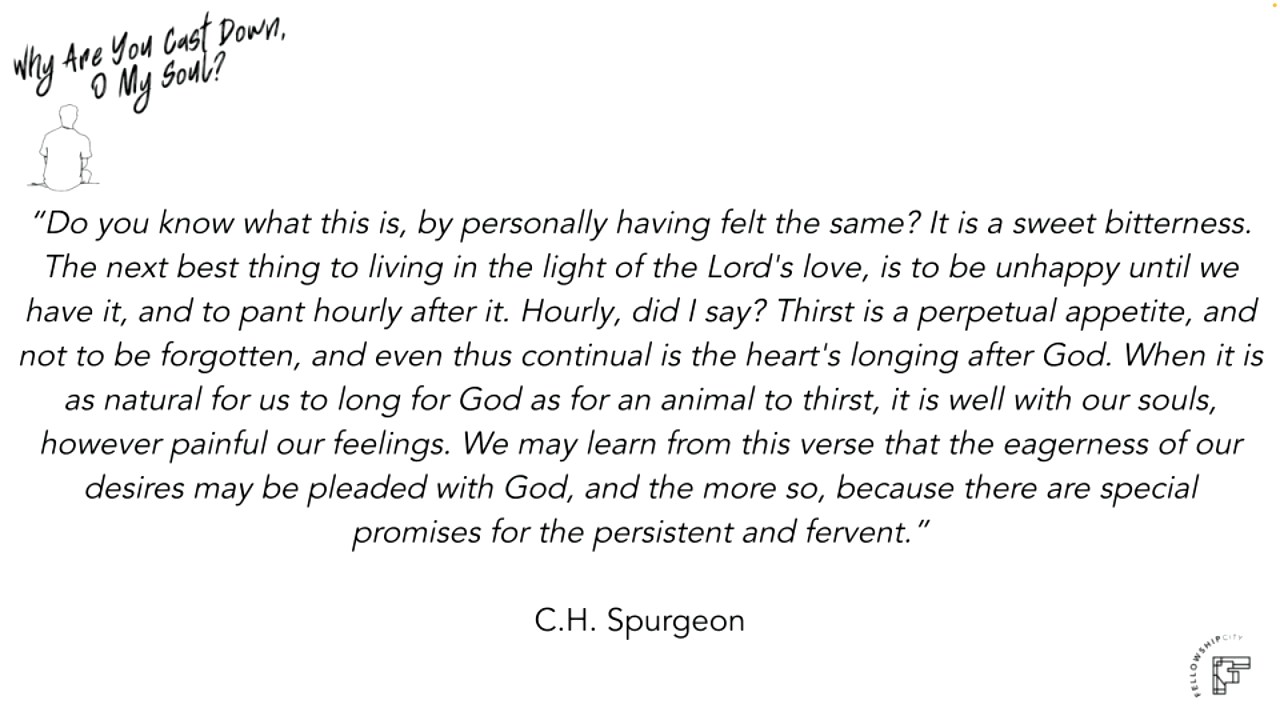 Why Are You Cast Down,
O My Soul?
“Do you know what this is, by personally having felt the same? It is a sweet bitterness.
The next best thing to living in the light of the Lord's love, is to be unhappy until we
have it, and to pant hourly after it. Hourly, did I say? Thirst is a perpetual appetite, and
not to be forgotten, and even thus continual is the heart's longing after God. When it is
as natural for us to long for God as for an animal to thirst, it is well with our souls,
however painful our feelings. We may learn from this verse that the eagerness of our
desires may be pleaded with God, and the more so, because there are special
promises for the persistent and fervent.”
C.H. Spurgeon
FELLOWSHIPCITY